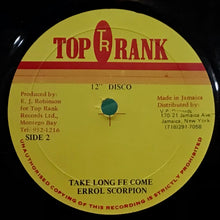 TOP TR RANK
12" DISCO
Produced by:
E. J. Robinson
for Top Rank
Records Ltd.,
Montego Bay
Tel: 952-1216
SIDE 2
Made in Jamaica
Distributed by:
170-21 Jamaica Ave
Jamaica, New York
(718)291-7058
TAKE LONG FE COME
ERROL SCORPION
UNAUTHORISED COPYING OF THIS RECORDING IS STRICTLY PROHIBITED